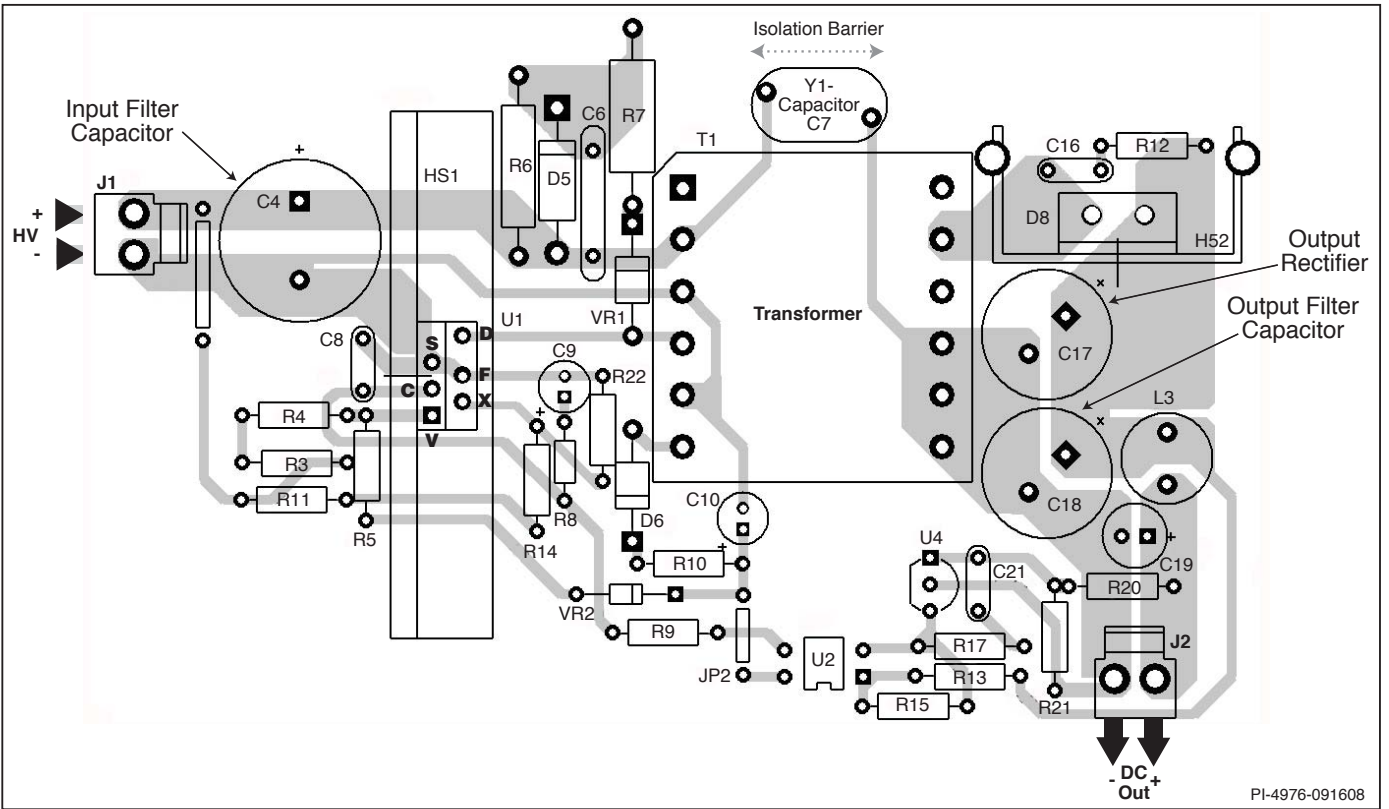 Isolation Barrier
Y1-
Capacitor
C7
Input Filter
Capacitor
+
J1
C4
HS1
R6
D5
C6
R7
T1
C16
R12
+
HV
-
D8
H52
Output
Rectifier
×
Output Filter
Capacitor
VR1
Transformer
U1
D
S
F
C
X
V
C8
C9
+
R22
C17
×
L3
R4
R3
R11
R5
R14
R8
D6
C10
+
C18
C19
+
U4
C21
R10
R20
VR2
R9
JP2
U2
R17
R13
R15
R21
J2
- DC +
Out
PI-4976-091608